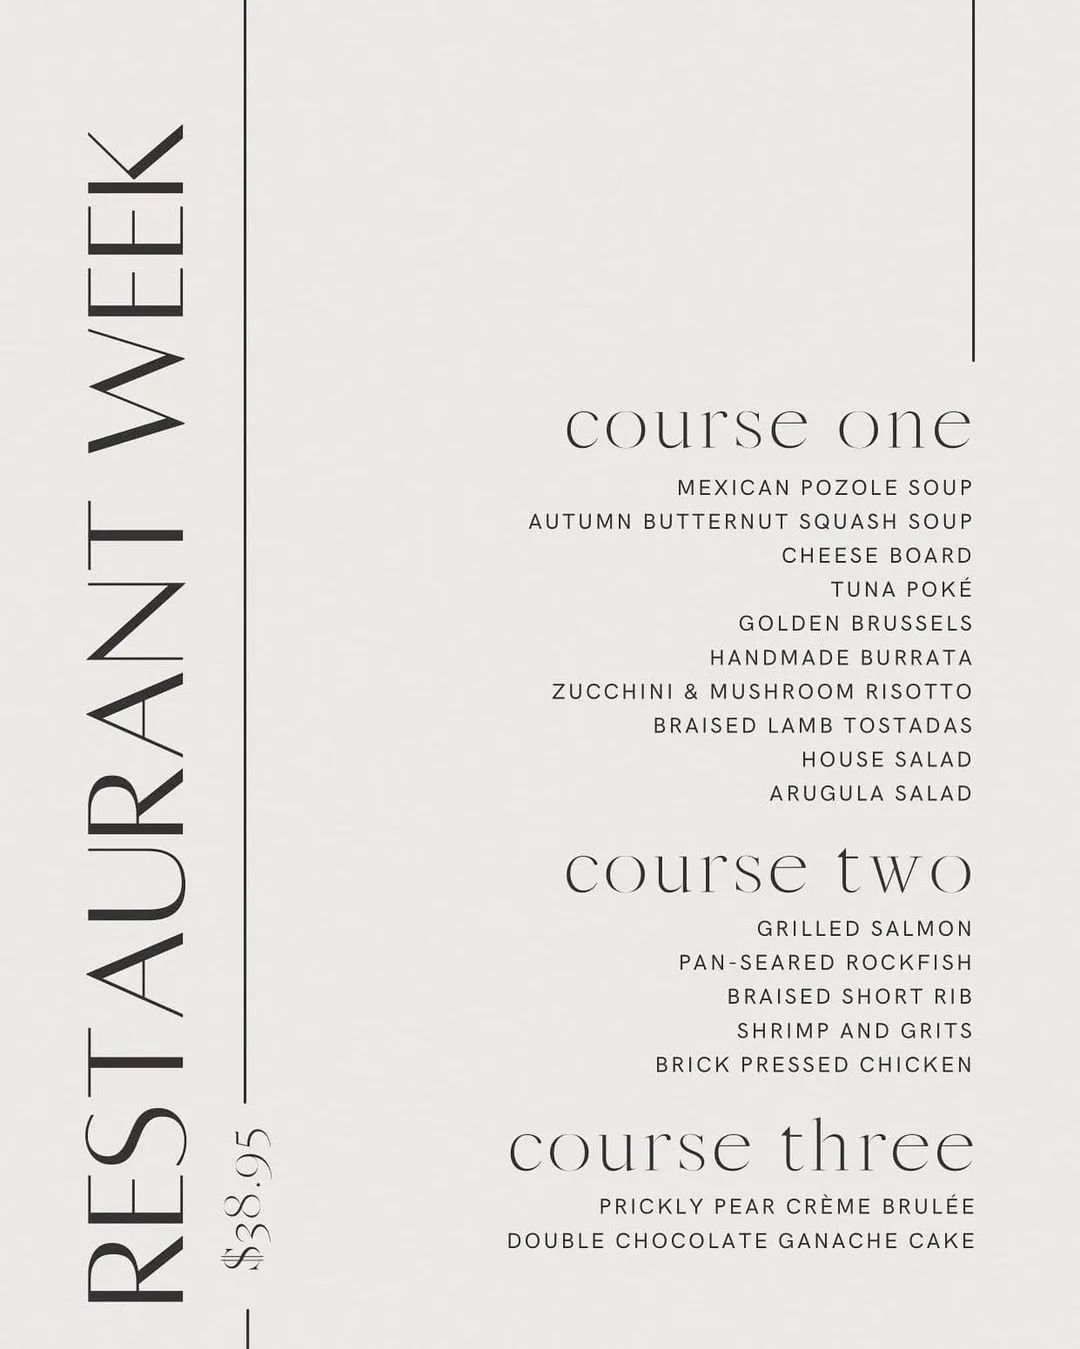 RESTAURANT WEEK
$38.95
course one
MEXICAN POZOLE SOUP
AUTUMN BUTTERNUT SQUASH SOUP
CHEESE BOARD
TUNA POKÉ
GOLDEN BRUSSELS
HANDMADE BURRATA
ZUCCHINI & MUSHROOM RISOTTO
BRAISED LAMB TOSTADAS
HOUSE SALAD
ARUGULA SALAD
course two
GRILLED SALMON
PAN-SEARED ROCKFISH
BRAISED SHORT RIB
SHRIMP AND GRITS
BRICK PRESSED CHICKEN
course three
PRICKLY PEAR CRÈME BRULÉE
DOUBLE CHOCOLATE GANACHE CAKE